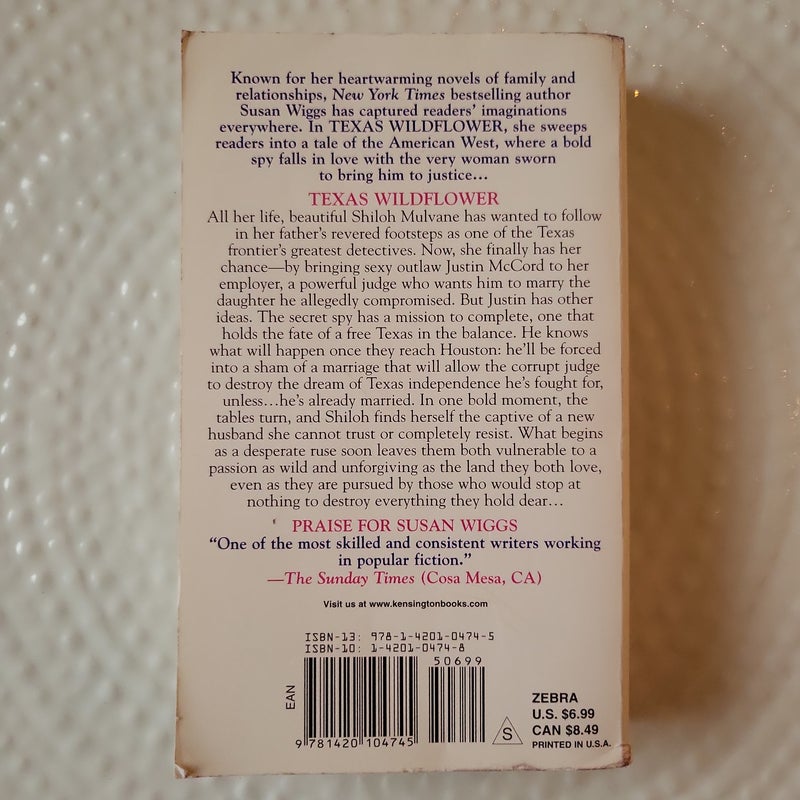 Known for her heartwarming novels of family and
relationships, New York Times bestselling author
Susan Wiggs has captured readers' imaginations
everywhere. In TEXAS WILDFLOWER, she sweeps
readers into a tale of the American West, where a bold
spy falls in love with the very woman sworn
to bring him to justice…
TEXAS WILDFLOWER
All her life, beautiful Shiloh Mulvane has wanted to follow
in her father's revered footsteps as one of the Texas
frontier's greatest detectives. Now, she finally has her
chance—by bringing sexy outlaw Justin McCord to her
employer, a powerful judge who wants him to marry the
daughter he allegedly compromised. But Justin has other
ideas. The secret spy has a mission to complete, one that
holds the fate of a free Texas in the balance. He knows
what will happen once they reach Houston: he'll be forced
into a sham of a marriage that will allow the corrupt judge
to destroy the dream of Texas independence he's fought for,
unless…he's already married. In one bold moment, the
tables turn, and Shiloh finds herself the captive of a new
husband she cannot trust or completely resist. What begins
as a desperate ruse soon leaves them both vulnerable to a
passion as wild and unforgiving as the land they both love,
even as they are pursued by those who would stop at
nothing to destroy everything they hold dear…
PRAISE FOR SUSAN WIGGS
"One of the most skilled and consistent writers working
in popular fiction."
—The Sunday Times (Cosa Mesa, CA)
Visit us at www.kensingtonbooks.com
ISBN-13: 978-1-4201-0474-5
ISBN-10: 1-4201-0474-8
50699
EAN
9 781420 104745
S
ZEBRA
U.S. $6.99
CAN $8.49
PRINTED IN U.S.A.